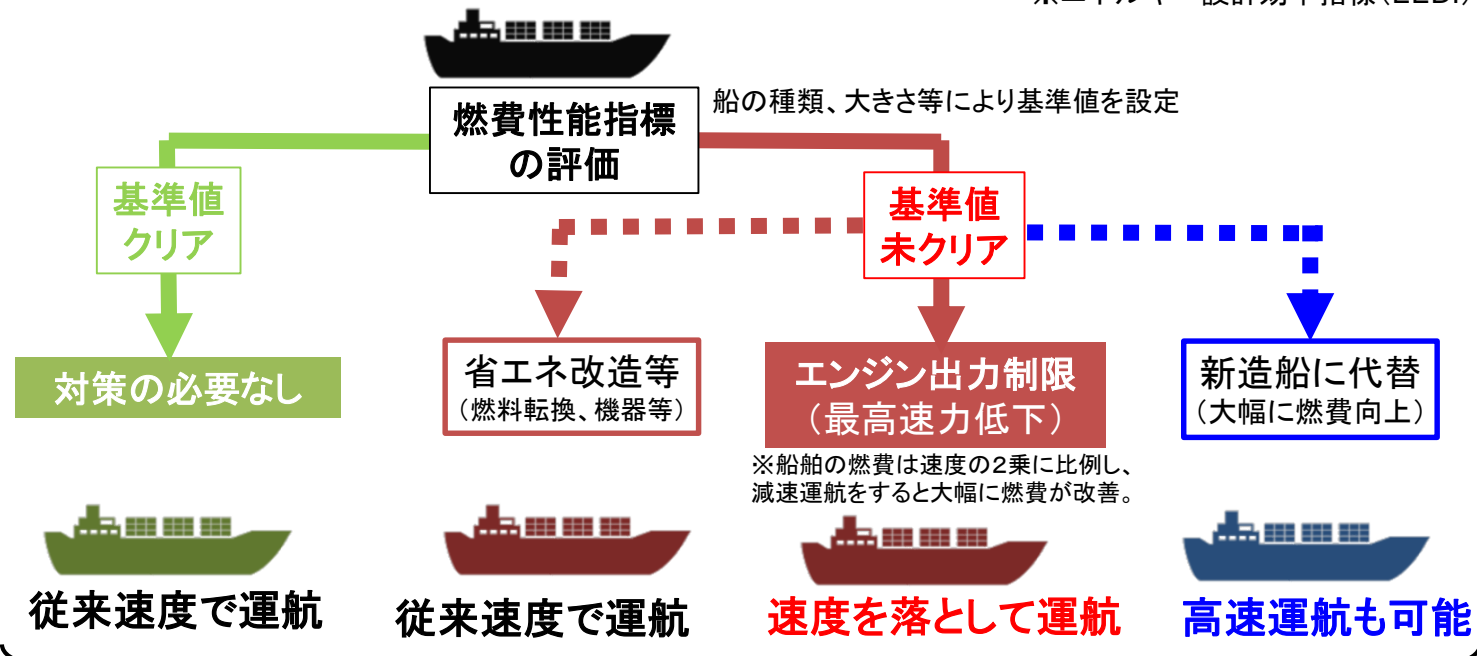 設計効率指標（EEDI）
燃費性能指標
の評価
船の種類、大きさ等により基準値を設定
基準値
クリア
基準値
未クリア
対策の必要なし
省エネ改造等
（燃料転換、機器等）
エンジン出力制限
（最高速力低下）
新造船に代替
（大幅に燃費向上）
※船舶の燃費は速度の２乗に比例し、
減速運航をすると大幅に燃費が改善。
従来速度で運航
従来速度で運航
速度を落として運航
高速運航も可能